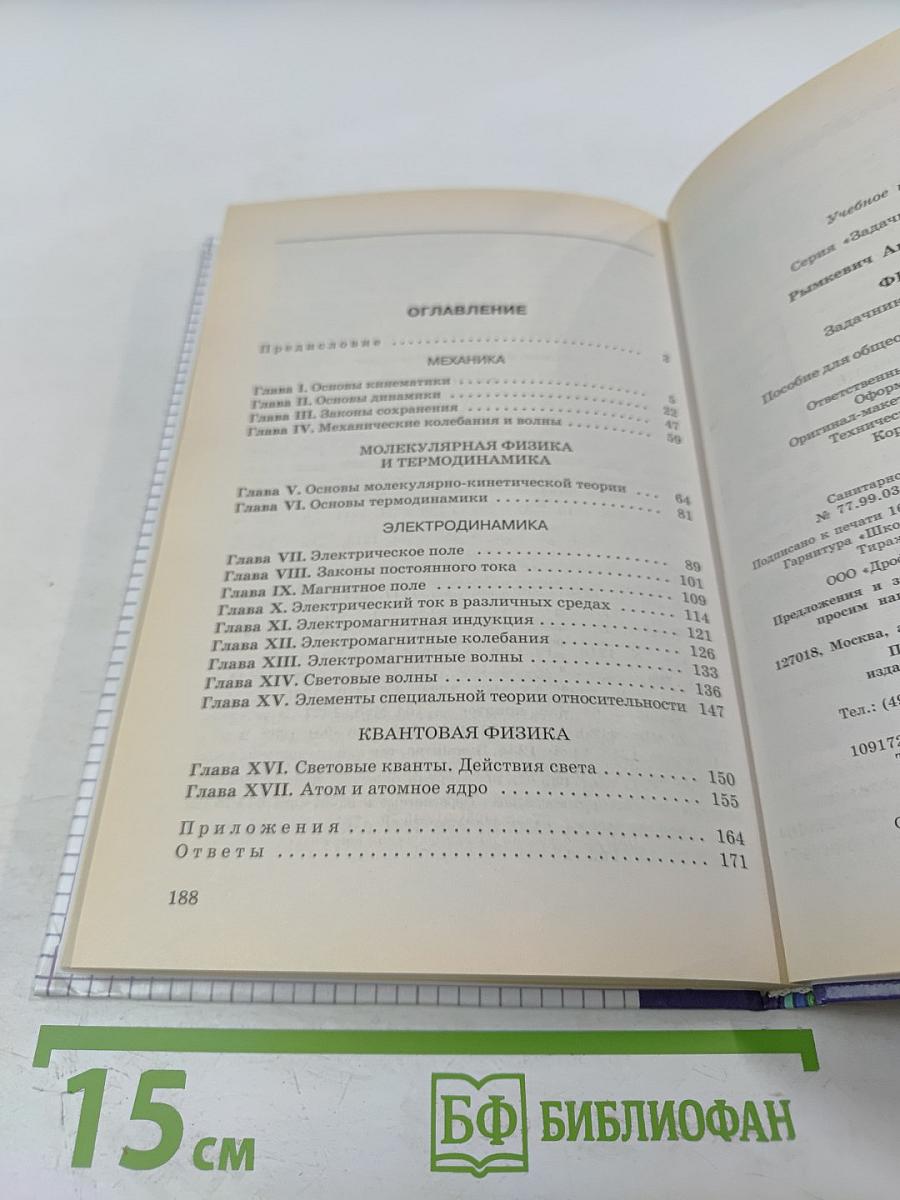 ОГЛАВЛЕНИЕ
Предисловие ........................ 3
МЕХАНИКА
Глава I. Основы кинематики ........................ 5
Глава II. Основы динамики ........................ 22
Глава III. Законы сохранения ........................ 47
Глава IV. Механические колебания и волны ............ 59
МОЛЕКУЛЯРНАЯ ФИЗИКА
И ТЕРМОДИНАМИКА
Глава V. Основы молекулярно-кинетической теории ... 64
Глава VI. Основы термодинамики .................. 81
ЭЛЕКТРОДИНАМИКА
Глава VII. Электрическое поле .................. 89
Глава VIII. Законы постоянного тока ............... 101
Глава IX. Магнитное поле ..................... 109
Глава X. Электрический ток в различных средах ...... 114
Глава XI. Электромагнитная индукция ............ 121
Глава XII. Электромагнитные колебания ............ 126
Глава XIII. Электромагнитные волны ............... 133
Глава XIV. Световые волны ..................... 136
Глава XV. Элементы специальной теории относительности 147
КВАНТОВАЯ ФИЗИКА
Глава XVI. Световые кванты. Действия света ......... 150
Глава XVII. Атом и атомное ядро .................. 155
Приложения .............................. 164
Ответы .................................... 171
188
Учебное
Серия «Задач
Рымкевич А
Ф
Задачник
Пособие для общео
Ответственны
Оформ
Оригинал-маке
Техничес
Кор
Санитарно
№ 77.99.03
Подписано к печати 16
Гарнитура «Шко
Тираж
ООО «Дроф
Предложения и з
просим на
127018, Москва, а
П
изда
Тел.: (49
109172
15 см
БФ БИБЛИОФАН